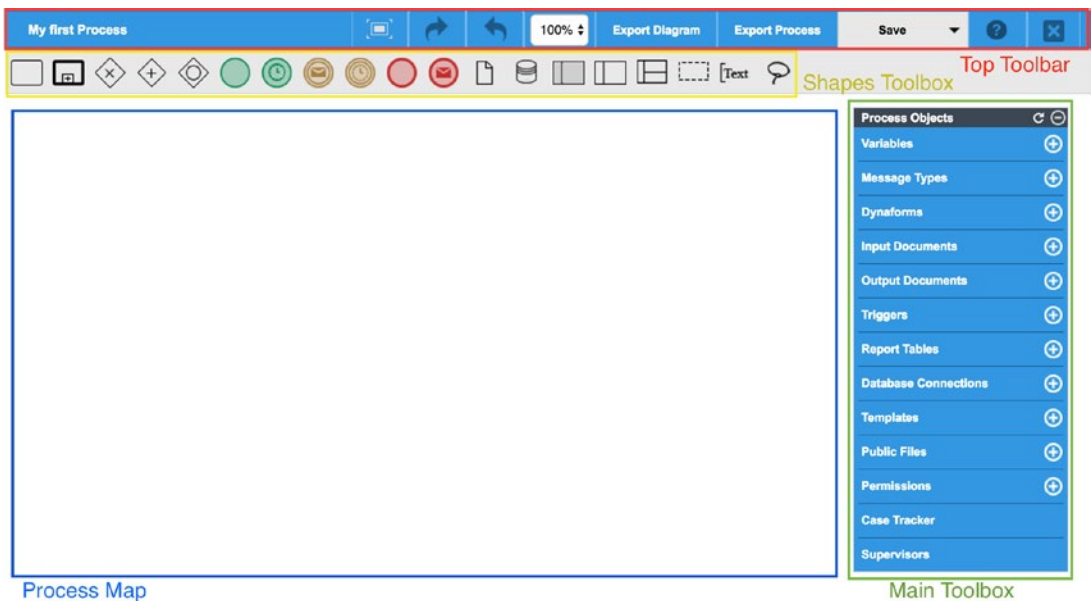 My first Process
100%
Export Diagram
Export Process
Save
?
Text
Shapes Toolbox
Top Toolbar
Process Objects
Variables
Message Types
Dynaforms
Input Documents
Output Documents
Triggers
Report Tables
Database Connections
Templates
Public Files
Permissions
Case Tracker
Supervisors
Process Map
Main Toolbox